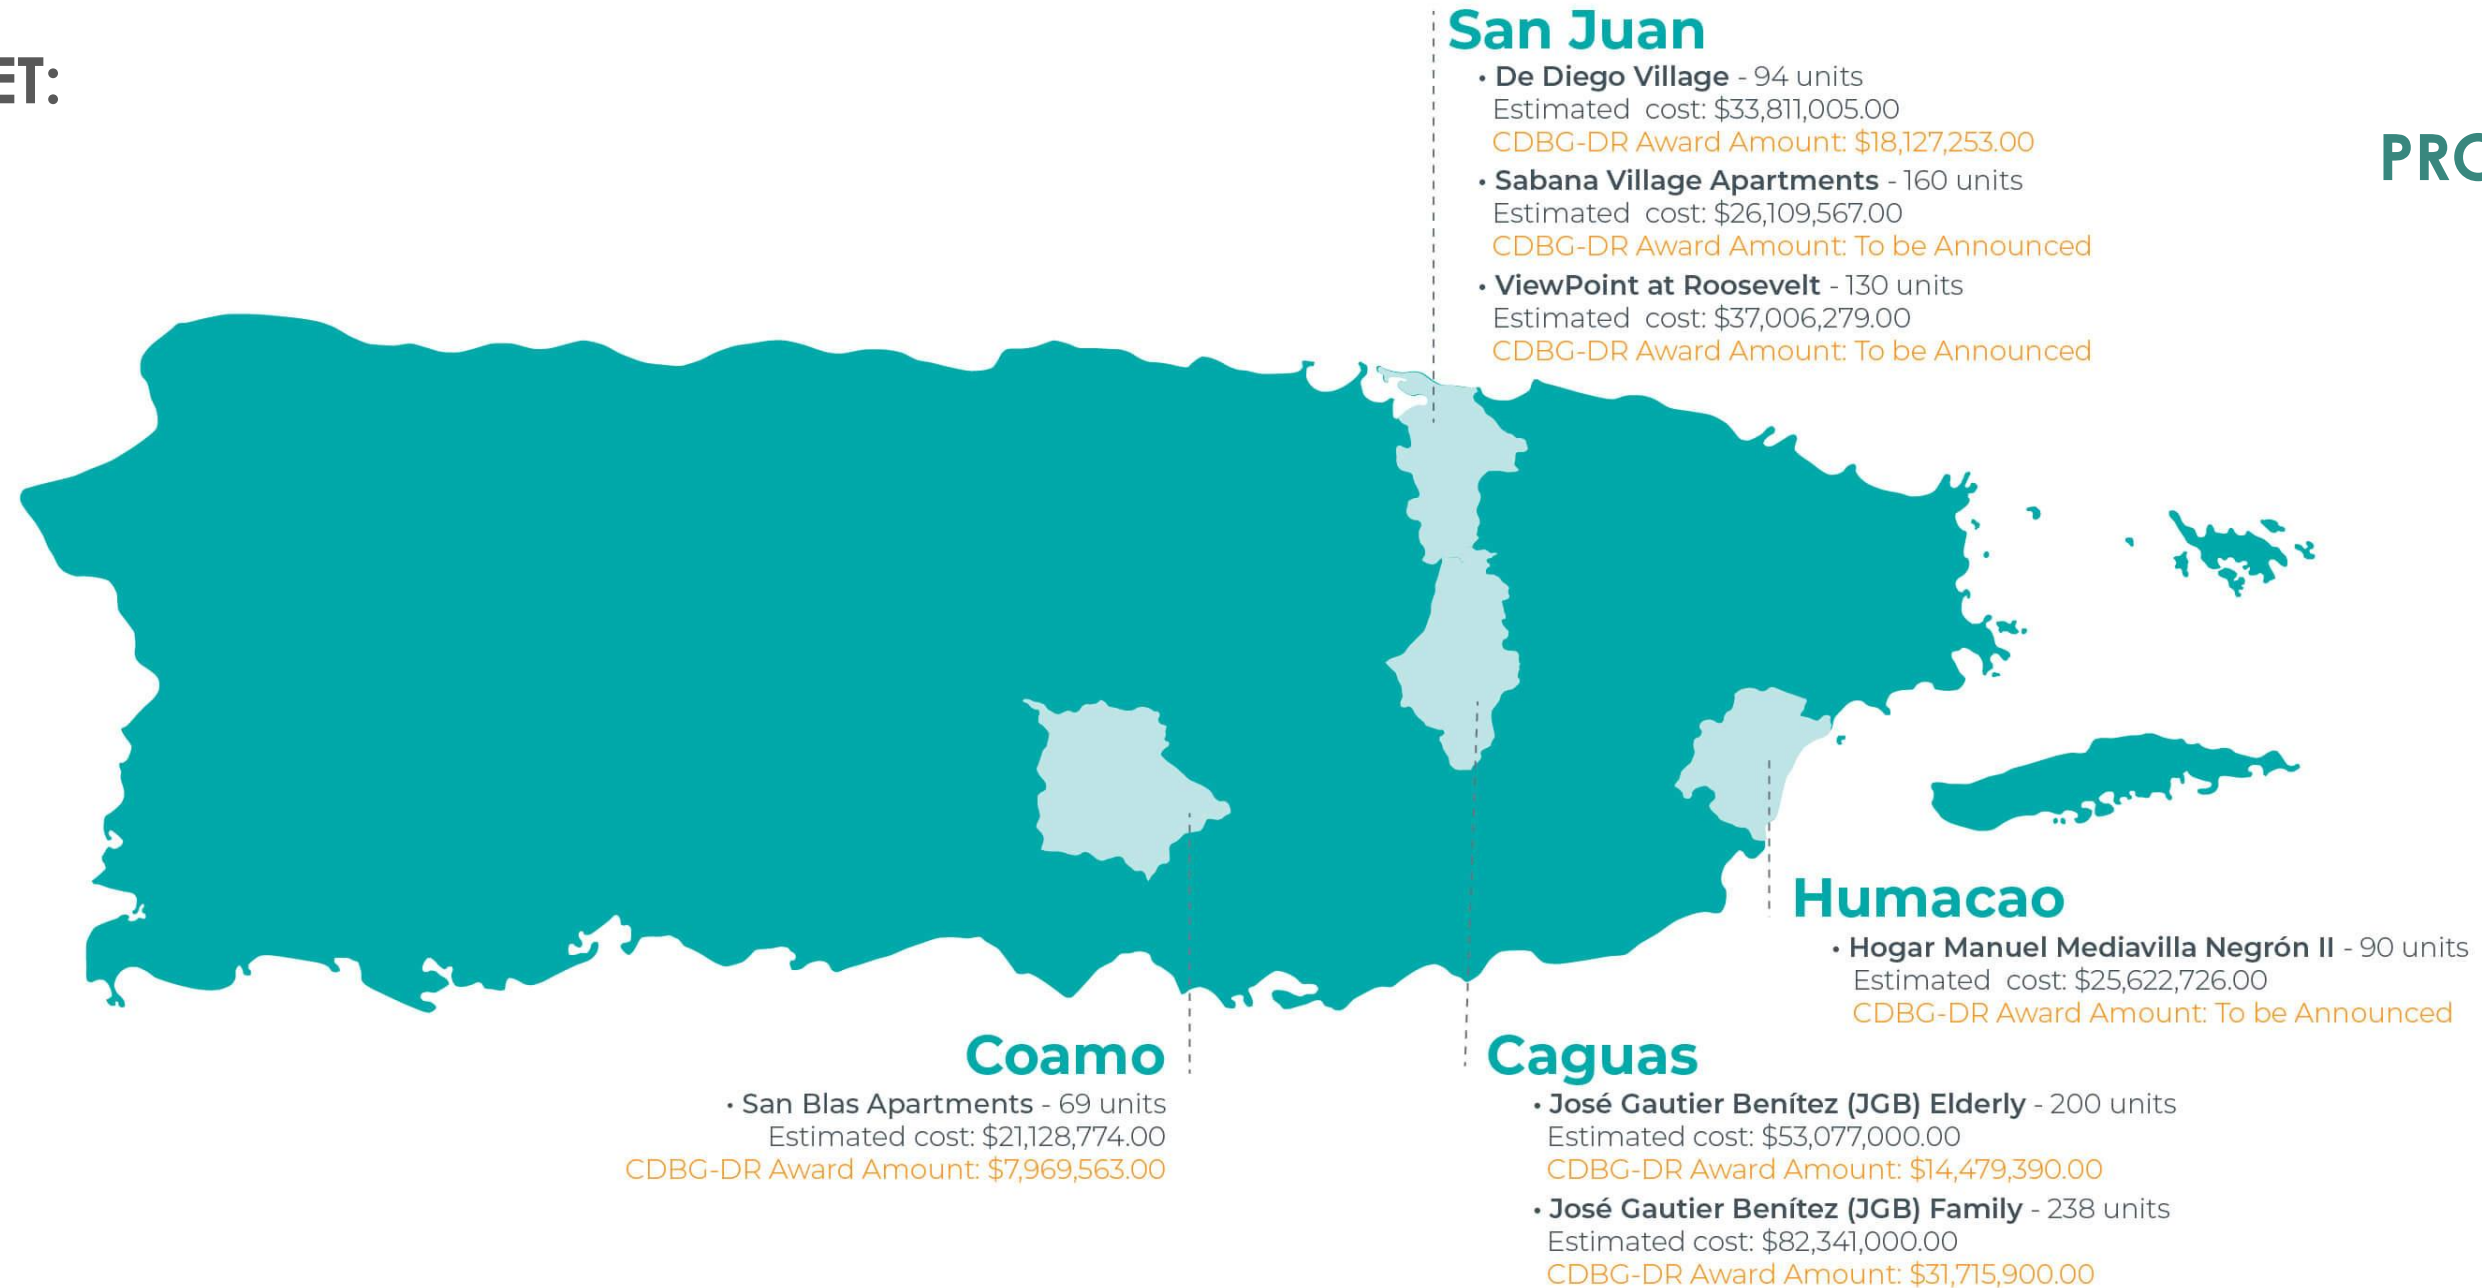 ET:
PRO
San Juan
• De Diego Village - 94 units
Estimated cost: $33,811,005.00
CDBG-DR Award Amount: $18,127,253.00
• Sabana Village Apartments - 160 units
Estimated cost: $26,109,567.00
CDBG-DR Award Amount: To be Announced
• ViewPoint at Roosevelt - 130 units
Estimated cost: $37,006,279.00
CDBG-DR Award Amount: To be Announced
Humacao
• Hogar Manuel Mediavilla Negrón II - 90 units
Estimated cost: $25,622,726.00
CDBG-DR Award Amount: To be Announced
Coamo
• San Blas Apartments - 69 units
Estimated cost: $21,128,774.00
CDBG-DR Award Amount: $7,969,563.00
Caguas
• José Gautier Benítez (JGB) Elderly - 200 units
Estimated cost: $53,077,000.00
CDBG-DR Award Amount: $14,479,390.00
• José Gautier Benítez (JGB) Family - 238 units
Estimated cost: $82,341,000.00
CDBG-DR Award Amount: $31,715,900.00